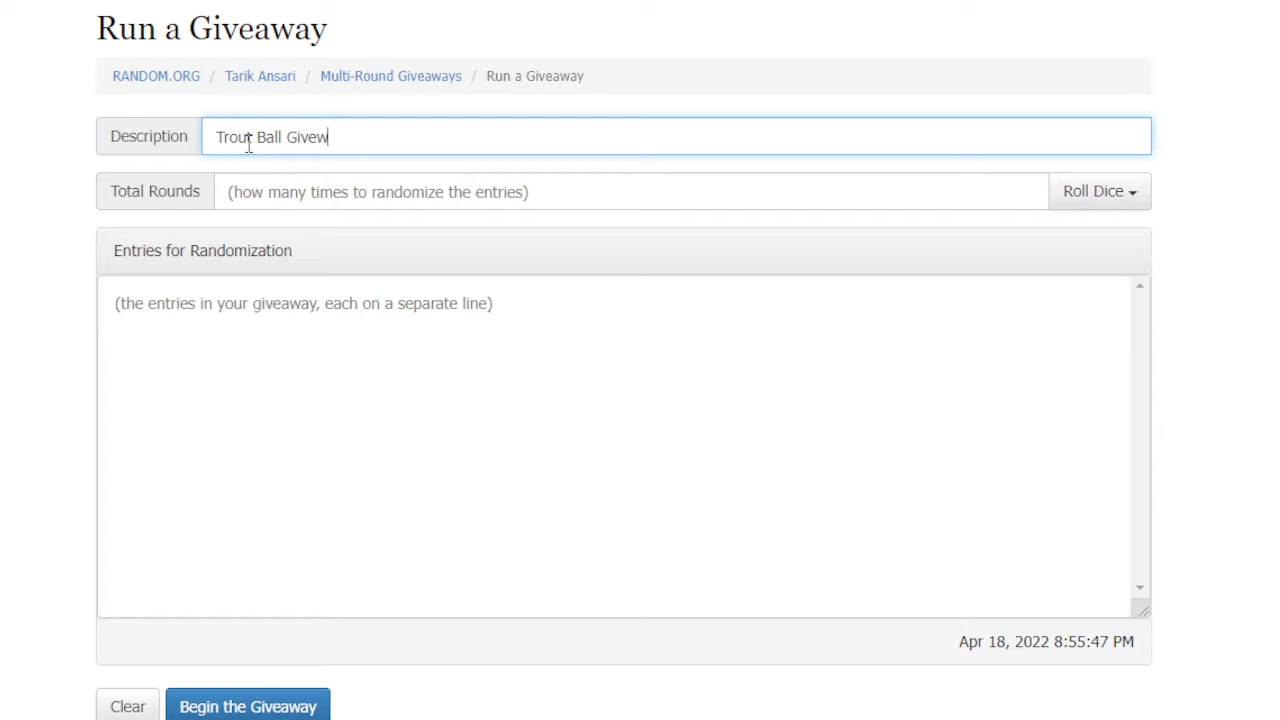 Run a Giveaway
RANDOM.ORG / Tarik Ansari / Multi-Round Giveaways / Run a Giveaway
Description Trout Ball Givew
Total Rounds (how many times to randomize the entries) Roll Dice
Entries for Randomization
(the entries in your giveaway, each on a separate line)
Apr 18, 2022 8:55:47 PM
Clear Begin the Giveaway